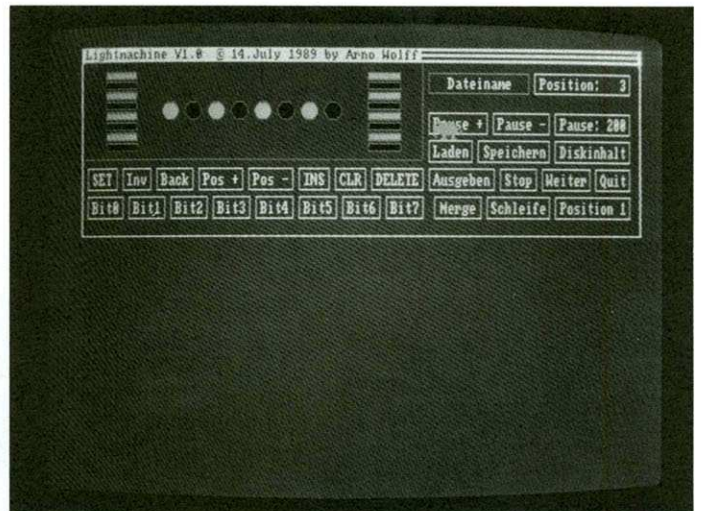 Lightmachine V1.0 © 14.July 1989 by Arno Wolff
Dateiname Position: 3
Pause + Pause - Pause: 200
Laden Speichern Diskinhalt
SET Inv Back Pos + Pos - INS CLR DELETE Ausgeben Stop Weiter Quit
Bit0 Bit1 Bit2 Bit3 Bit4 Bit5 Bit6 Bit7 Merge Schleife Position 1